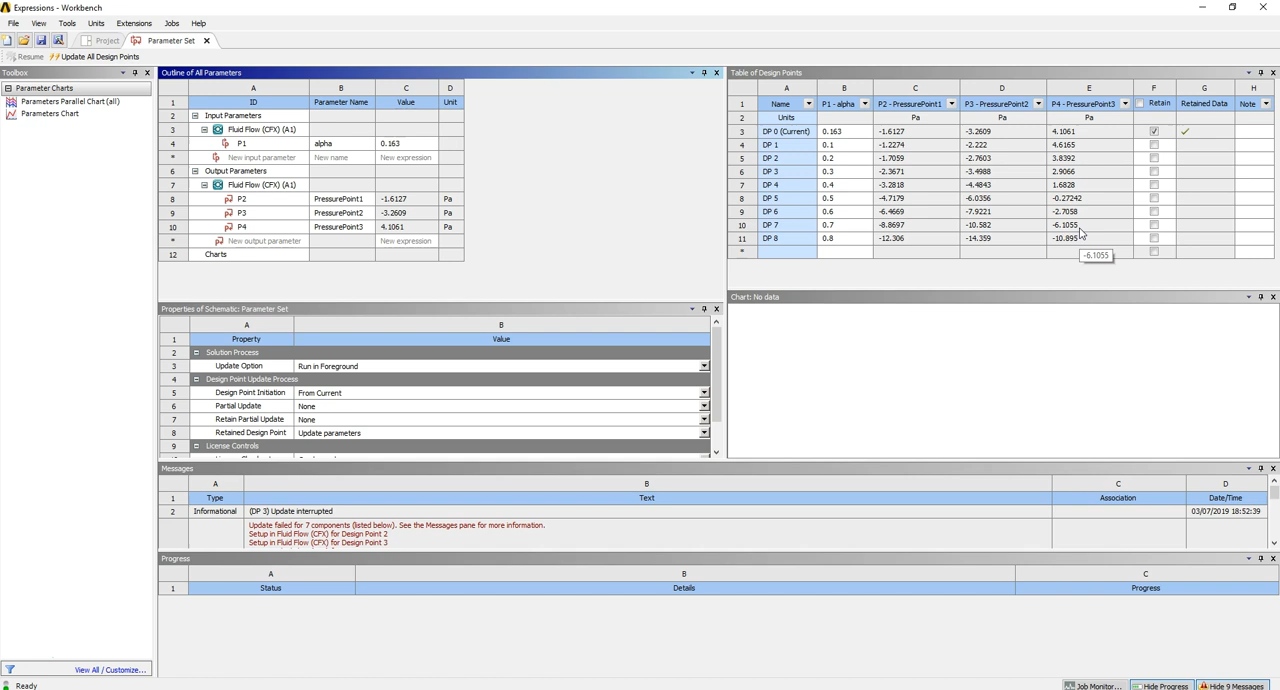 Expressions - Workbench
File View Tools Units Extensions Jobs Help
Project Parameter Set
Resume Update All Design Points
Toolbox
Parameter Charts
Parameters Parallel Chart (all)
Parameters Chart
View All / Customize...
Outline of All Parameters
A B C D
1 ID Parameter Name Value Unit
2 Input Parameters
3 Fluid Flow (CFX) (A1)
4 P1 alpha 0.163
* New input parameter New name New expression
6 Output Parameters
7 Fluid Flow (CFX) (A1)
8 P2 PressurePoint1 -1.6127 Pa
9 P3 PressurePoint2 -3.2609 Pa
10 P4 PressurePoint3 4.1061 Pa
* New output parameter New expression
12 Charts
Table of Design Points
A B C D E F G H
1 Name P1 - alpha P2 - PressurePoint1 P3 - PressurePoint2 P4 - PressurePoint3 Retain Retained Data Note
2 Units Pa Pa Pa
3 DP 0 (Current) 0.163 -1.6127 -3.2609 4.1061
4 DP 1 0.1 -1.2274 -2.222 4.6165
5 DP 2 0.2 -1.7059 -2.7603 3.8392
6 DP 3 0.3 -2.3671 -3.4988 2.9066
7 DP 4 0.4 -3.2818 -4.4843 1.6828
8 DP 5 0.5 -4.7179 -6.0356 -0.27242
9 DP 6 0.6 -6.4669 -7.9221 -2.7058
10 DP 7 0.7 -8.8697 -10.582 -6.1055
11 DP 8 0.8 -12.306 -14.359 -10.895
*
-6.1055
Properties of Schematic: Parameter Set
A B
1 Property Value
2 Solution Process
3 Update Option Run in Foreground
4 Design Point Update Process
5 Design Point Initiation From Current
6 Partial Update None
7 Retain Partial Update None
8 Retained Design Point Update parameters
9 License Controls
Chart: No data
Messages
A B C D
1 Type Text Association Date/Time
2 Informational (DP 3) Update interrupted 03/07/2019 18:52:39
Update failed for 7 components (listed below). See the Messages pane for more information.
Setup in Fluid Flow (CFX) for Design Point 2
Setup in Fluid Flow (CFX) for Design Point 3
Progress
A B C
1 Status Details Progress
Ready
Job Monitor... Hide Progress Hide 9 Messages